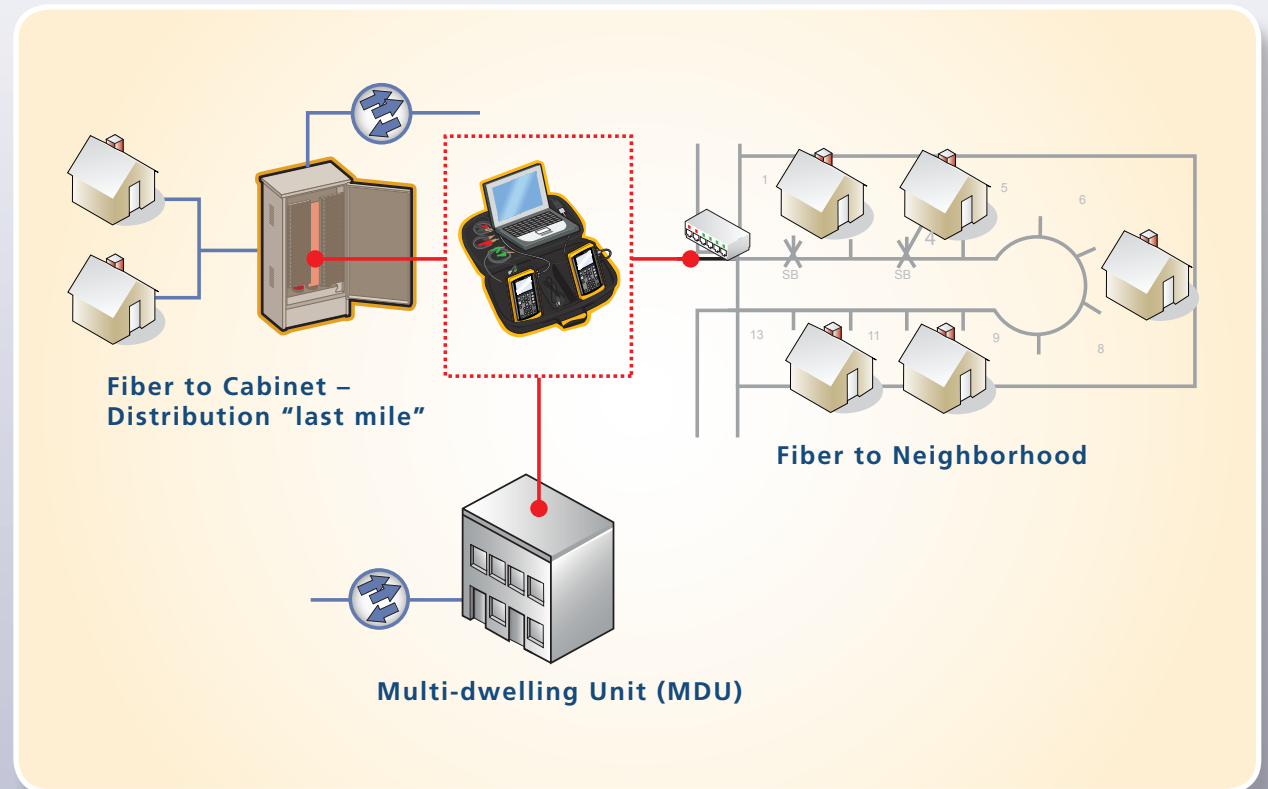 1
5
6
4
SB
SB
13
11
9
8
Fiber to Cabinet –
Distribution “last mile”
Fiber to Neighborhood
Multi-dwelling Unit (MDU)